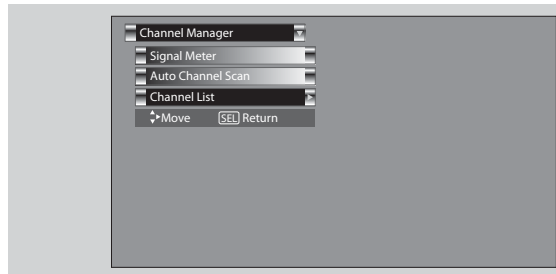 Channel Manager
Signal Meter
Auto Channel Scan
Channel List
Move SEL Return